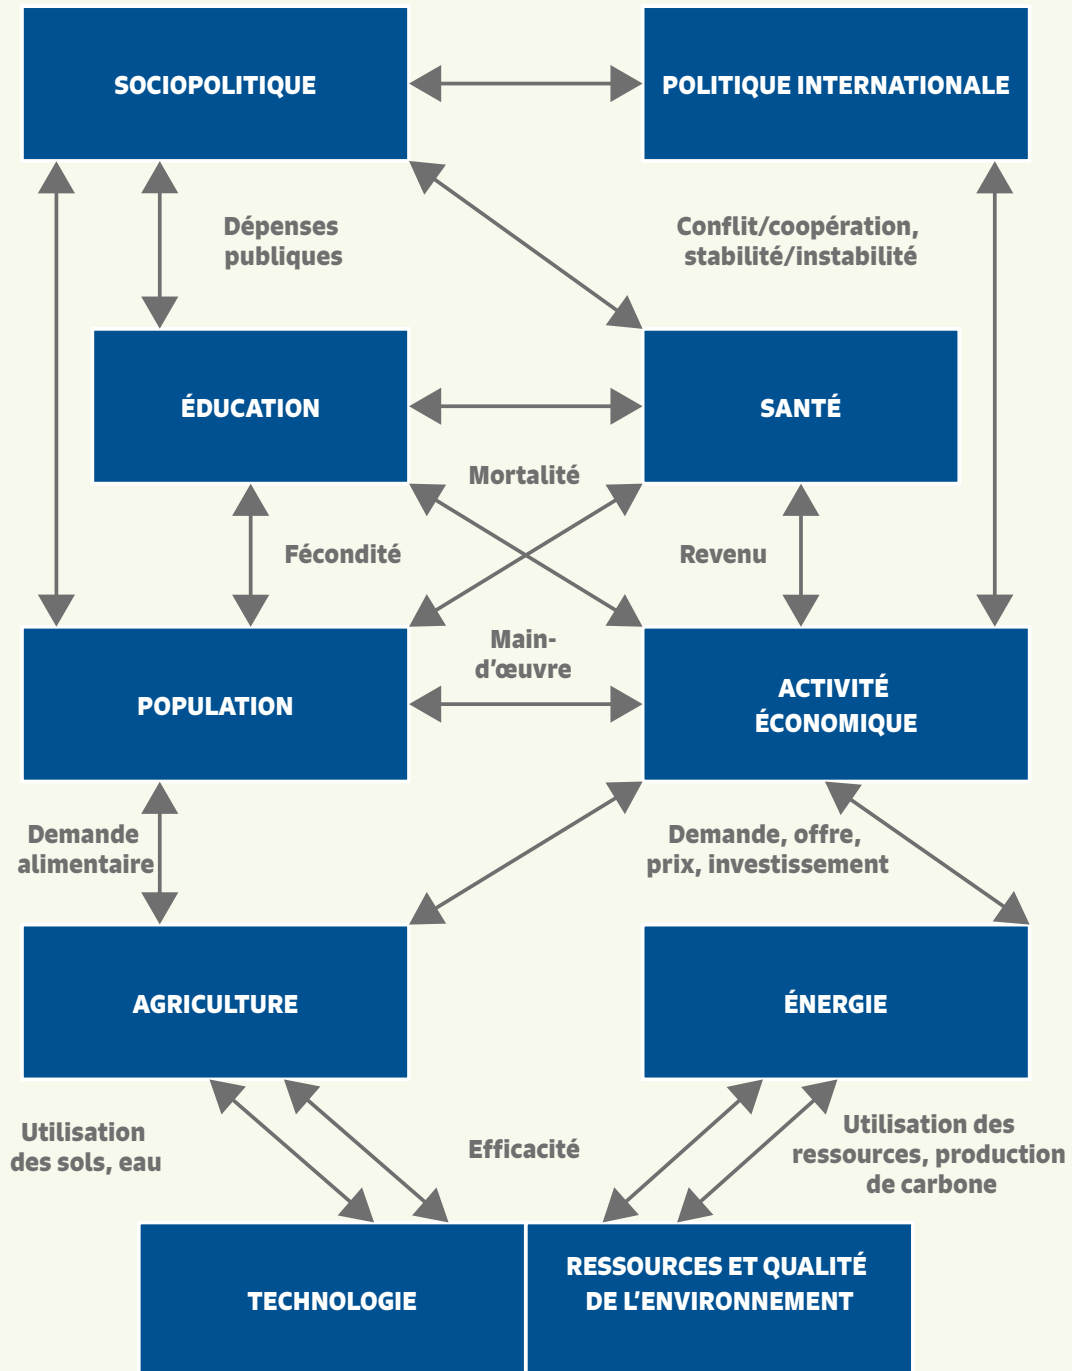 SOCIOPOLITIQUE
POLITIQUE INTERNATIONALE
Dépenses
publiques
Conflit/coopération,
stabilité/instabilité
ÉDUCATION
SANTÉ
Mortalité
Fécondité
Revenu
Main-
d’œuvre
POPULATION
ACTIVITÉ
ÉCONOMIQUE
Demande
alimentaire
Demande, offre,
prix, investissement
AGRICULTURE
ÉNERGIE
Utilisation
des sols, eau
Efficacité
Utilisation des
ressources, production
de carbone
TECHNOLOGIE
RESSOURCES ET QUALITÉ
DE L’ENVIRONNEMENT